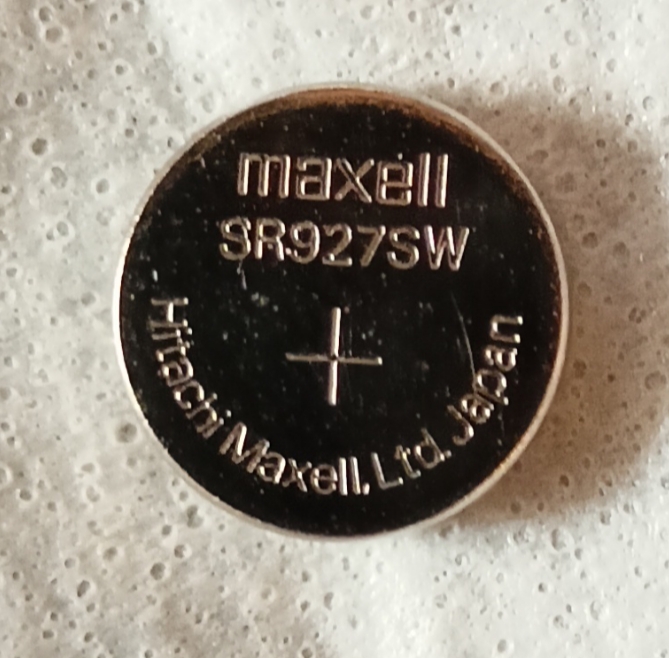 maxell
SR927SW
+
Hitachi Maxell, Ltd. Japan